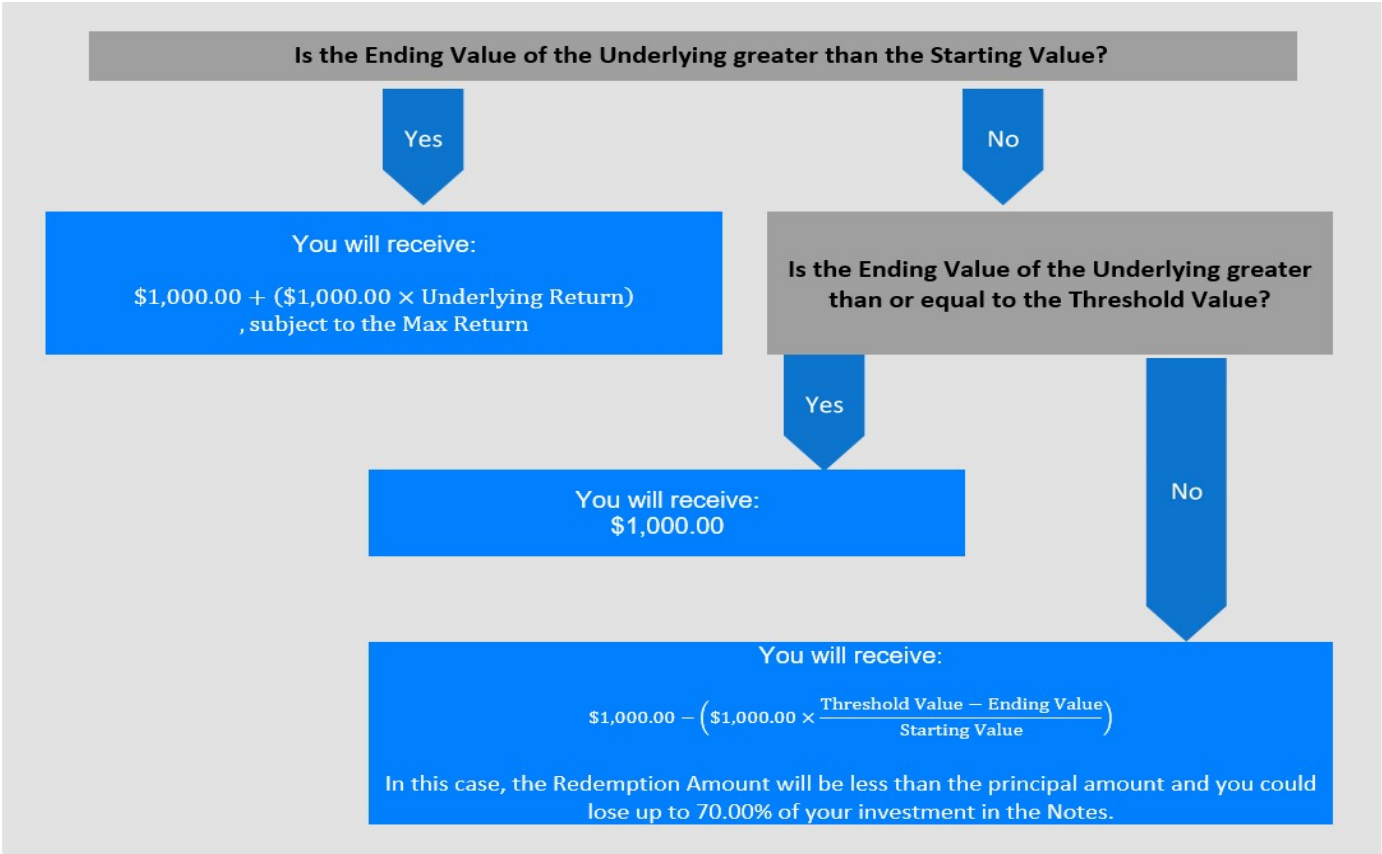 Is the Ending Value of the Underlying greater than the Starting Value?
Yes
No
You will receive:
$1,000.00 + ($1,000.00 × Underlying Return)
, subject to the Max Return
Is the Ending Value of the Underlying greater
than or equal to the Threshold Value?
Yes
No
You will receive:
$1,000.00
You will receive:
$1,000.00 − ($1,000.00 × (Threshold Value − Ending Value) / Starting Value)
In this case, the Redemption Amount will be less than the principal amount and you could
lose up to 70.00% of your investment in the Notes.